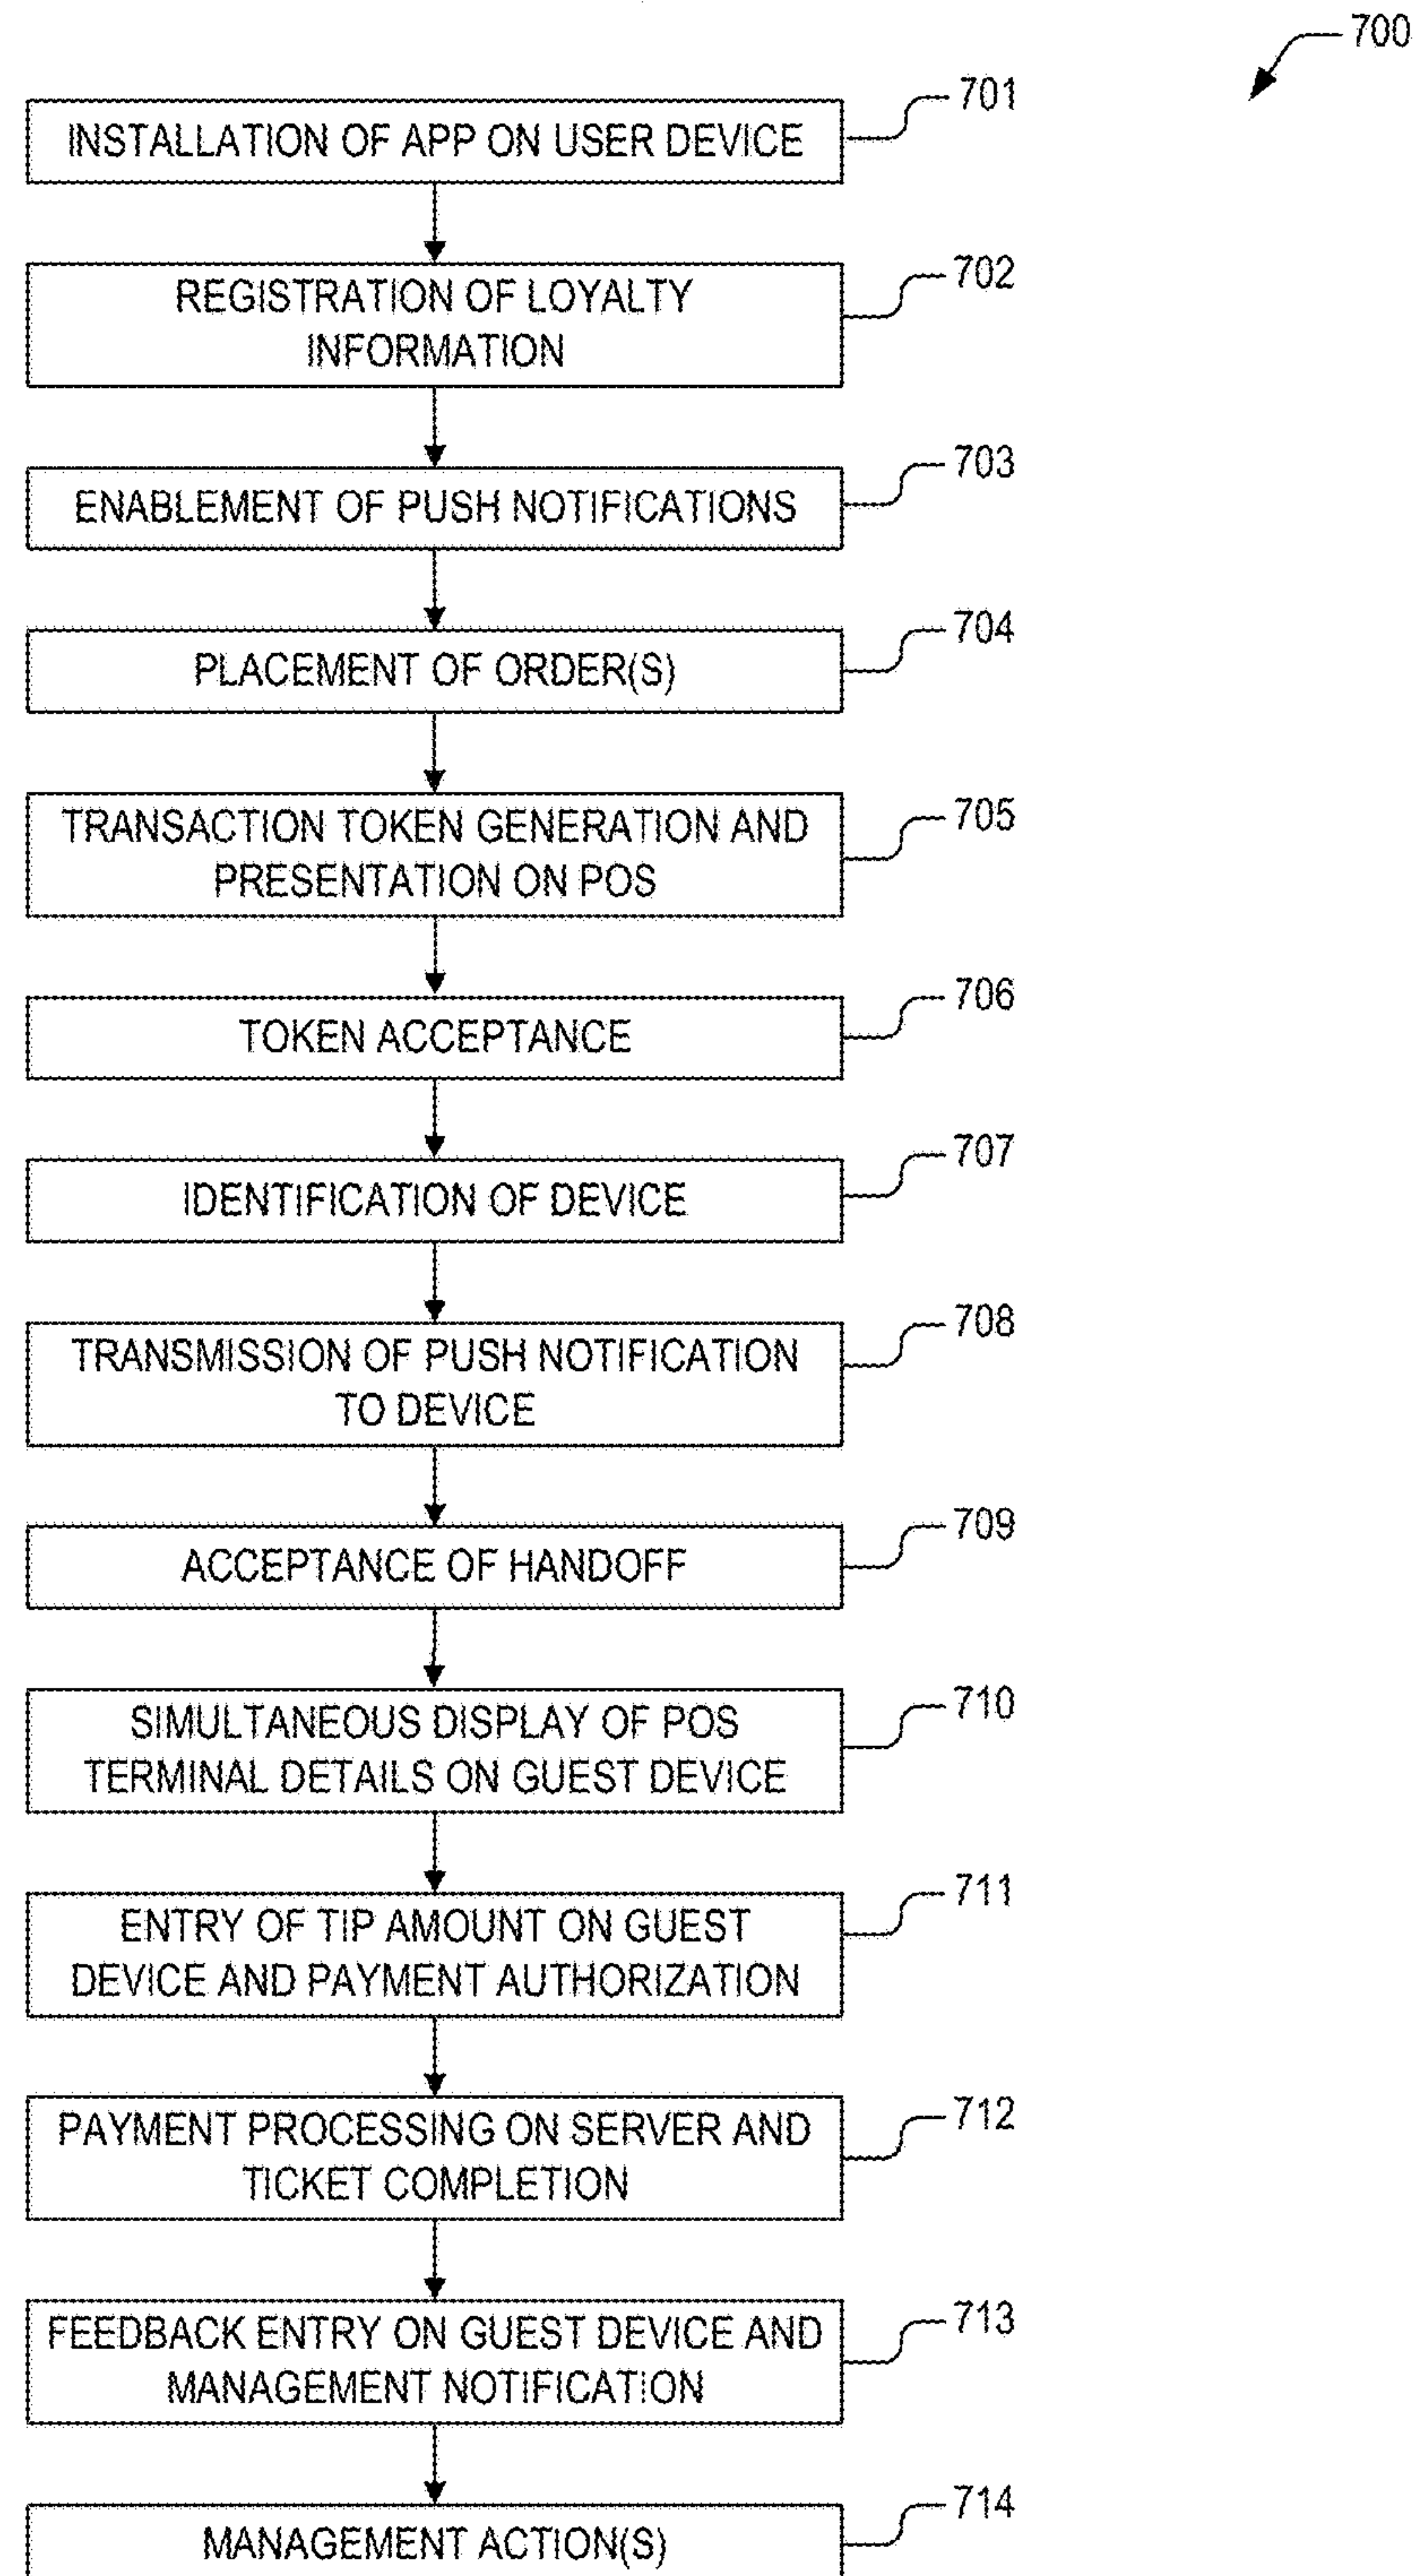 700
701
INSTALLATION OF APP ON USER DEVICE
702
REGISTRATION OF LOYALTY
INFORMATION
703
ENABLEMENT OF PUSH NOTIFICATIONS
704
PLACEMENT OF ORDER(S)
705
TRANSACTION TOKEN GENERATION AND
PRESENTATION ON POS
706
TOKEN ACCEPTANCE
707
IDENTIFICATION OF DEVICE
708
TRANSMISSION OF PUSH NOTIFICATION
TO DEVICE
709
ACCEPTANCE OF HANDOFF
710
SIMULTANEOUS DISPLAY OF POS
TERMINAL DETAILS ON GUEST DEVICE
711
ENTRY OF TIP AMOUNT ON GUEST
DEVICE AND PAYMENT AUTHORIZATION
712
PAYMENT PROCESSING ON SERVER AND
TICKET COMPLETION
713
FEEDBACK ENTRY ON GUEST DEVICE AND
MANAGEMENT NOTIFICATION
714
MANAGEMENT ACTION(S)